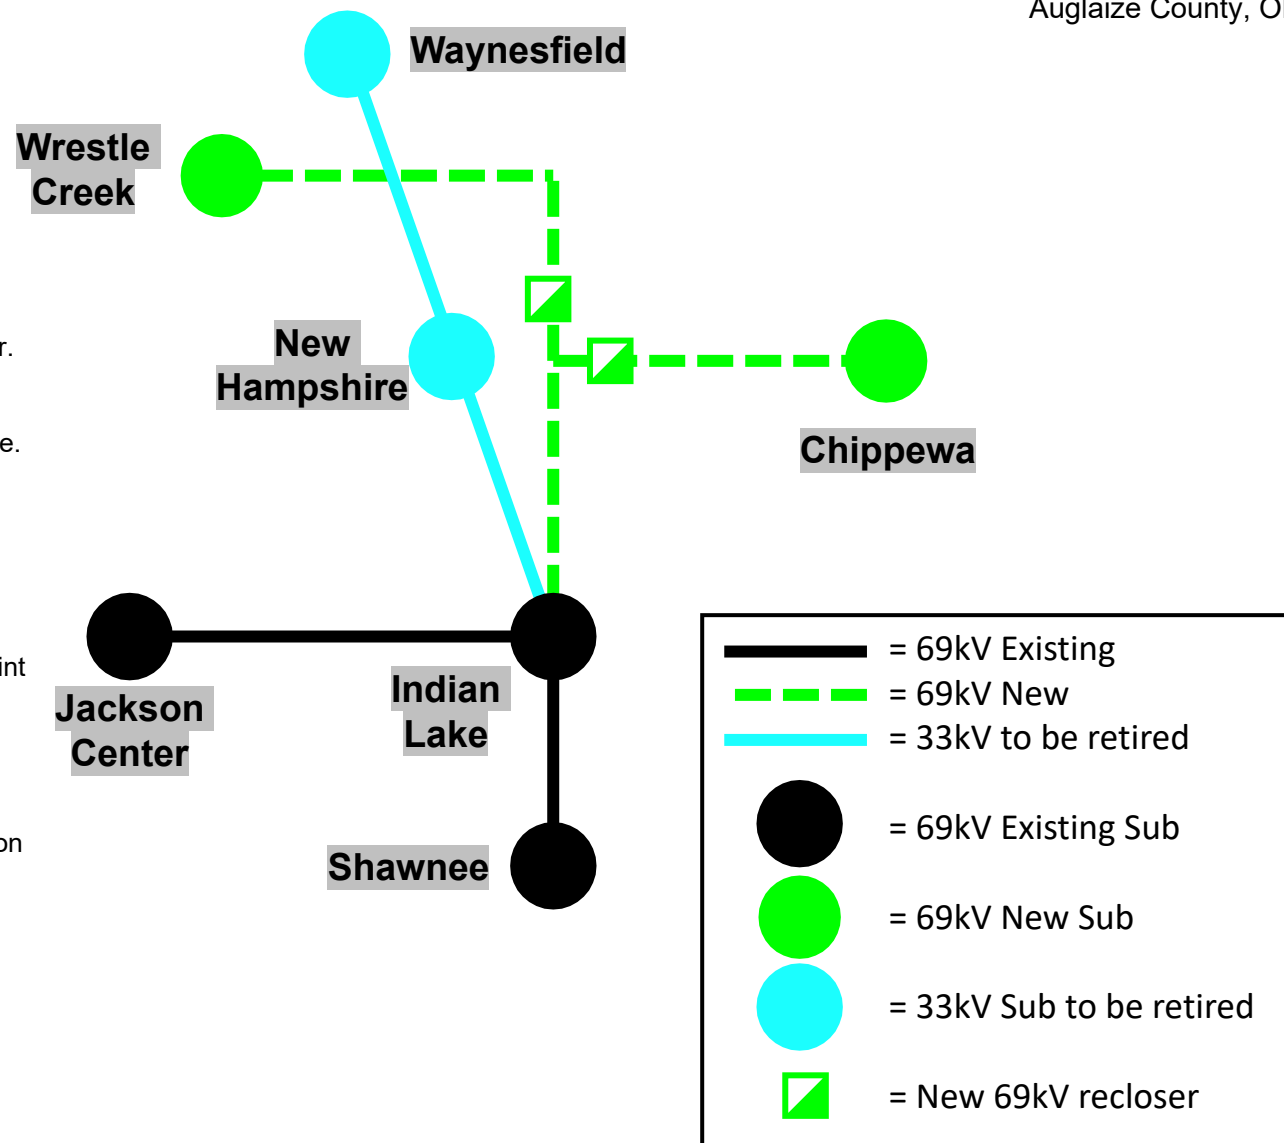 Auglaize County,
Waynesfield
Wrestle
Creek
New
Hampshire
Chippewa
Jackson
Center
Indian
Lake
Shawnee
= 69kV Existing
= 69kV New
= 33kV to be retired
= 69kV Existing Sub
= 69kV New Sub
= 33kV Sub to be retired
= New 69kV recloser